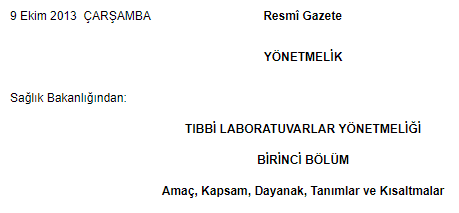 9 Ekim 2013  ÇARŞAMBA Resmî Gazete
YÖNETMELİK
Sağlık Bakanlığından:
TIBBİ LABORATUVARLAR YÖNETMELİĞİ
BİRİNCİ BÖLÜM
Amaç, Kapsam, Dayanak, Tanımlar ve Kısaltmalar